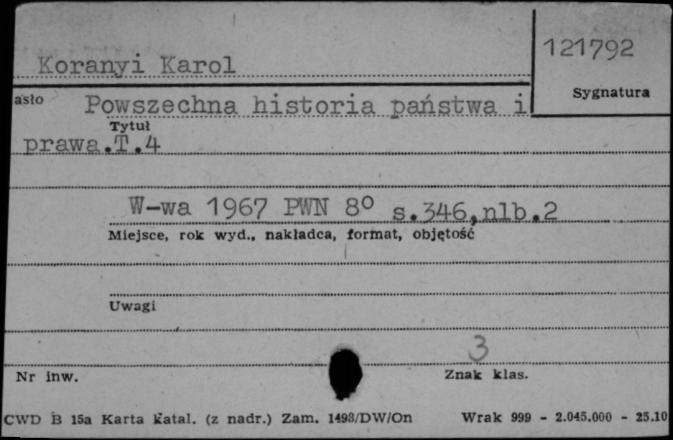 121792
Koranyi Karol
Sygnatura
asło Powszechna historia państwa i
Tytuł
prawa.T.4
W-wa 1967 PWN 8° s.346,nlb.2
Miejsce, rok wyd., nakładca, format, objętość
Uwagi
3
Nr inw. Znak klas.
CWD B 15a Karta katal. (z nadr.) Zam. 1498/DW/On Wrak 999 - 2.045.000 - 25.10